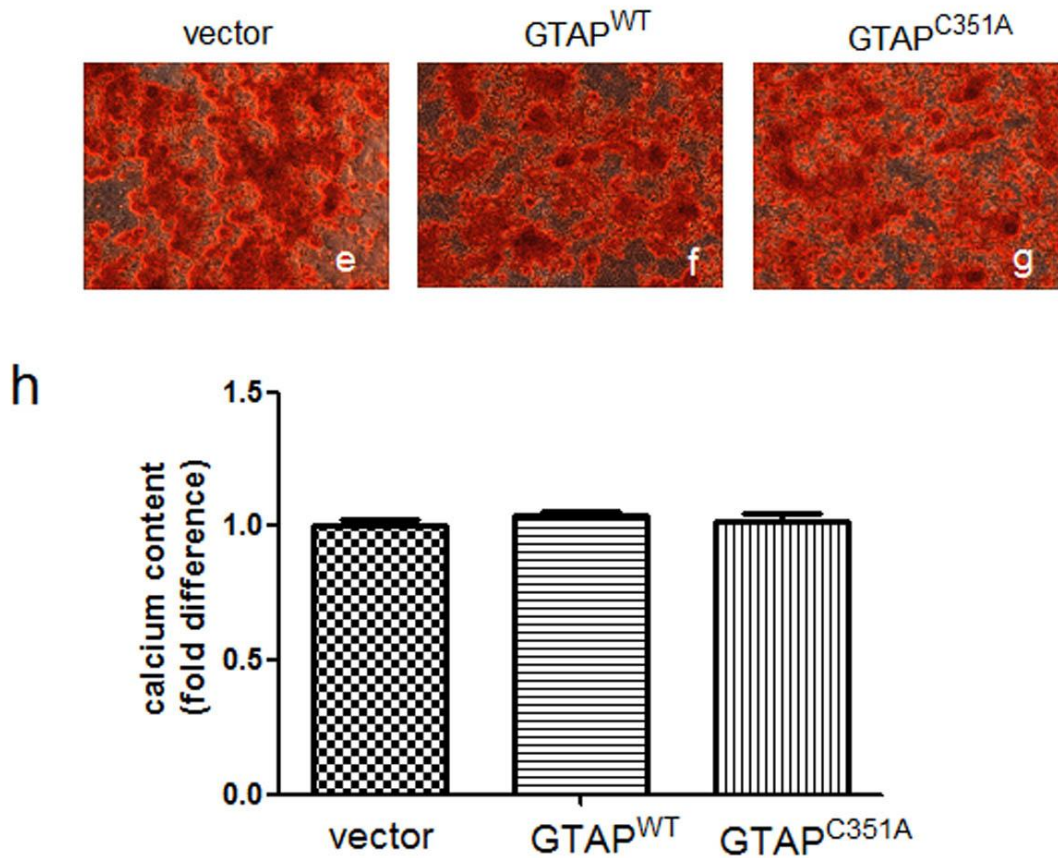 vector GTAP^WT GTAP^C351A
e f g
h
1.5
1.0
0.5
0.0
calcium content
(fold difference)
vector GTAP^WT GTAP^C351A